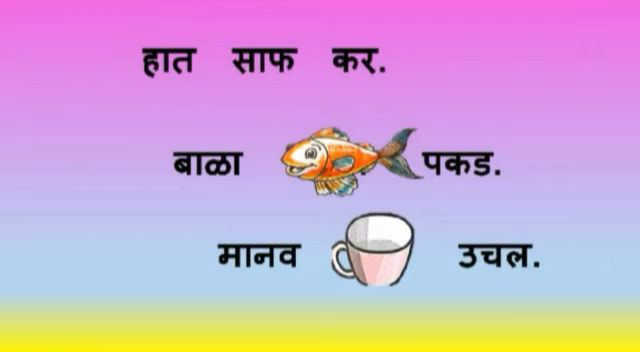 हात साफ कर.
बाळा पकड.
मानव उचल.